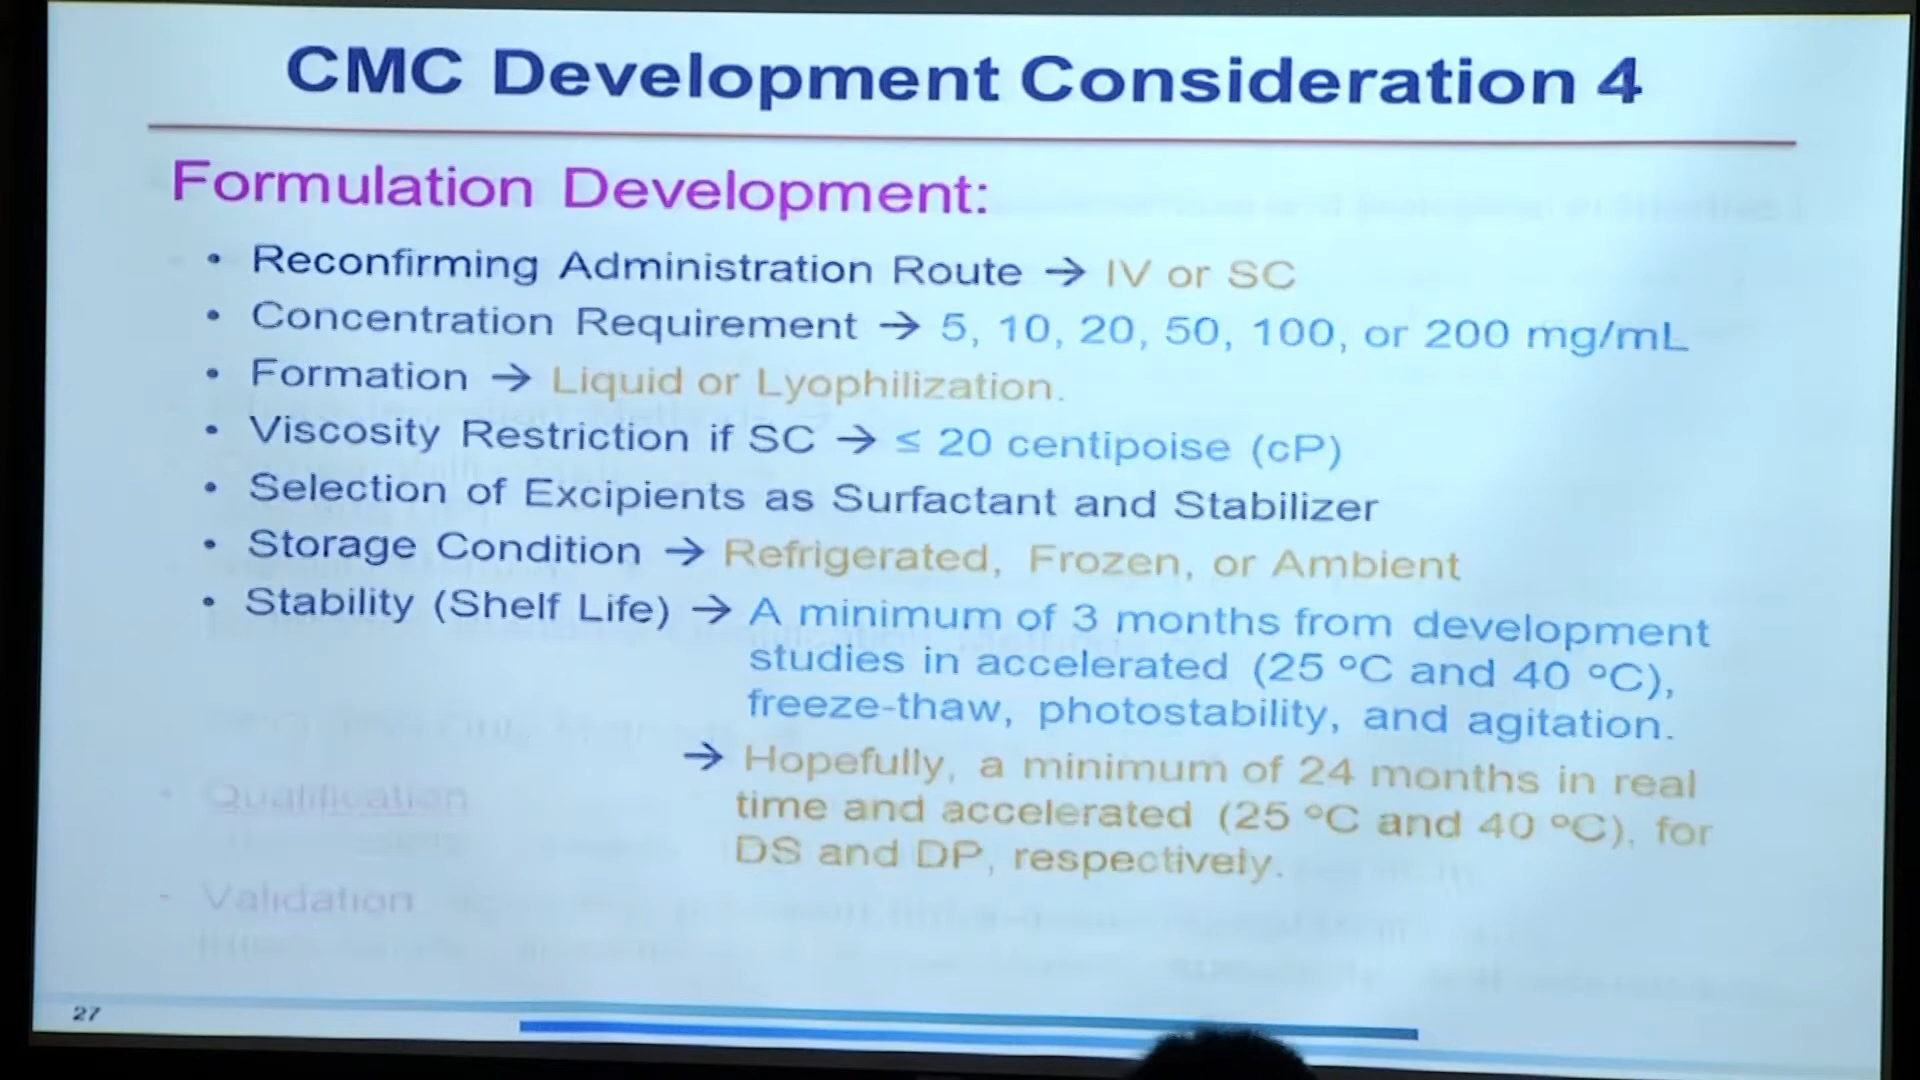 CMC Development Consideration 4
Formulation Development:
• Reconfirming Administration Route → IV or SC
• Concentration Requirement → 5, 10, 20, 50, 100, or 200 mg/mL
• Formation → Liquid or Lyophilization.
• Viscosity Restriction if SC → ≤ 20 centipoise (cP)
• Selection of Excipients as Surfactant and Stabilizer
• Storage Condition → Refrigerated, Frozen, or Ambient
• Stability (Shelf Life) → A minimum of 3 months from development
studies in accelerated (25 ºC and 40 ºC),
freeze-thaw, photostability, and agitation.
→ Hopefully, a minimum of 24 months in real
time and accelerated (25 ºC and 40 ºC), for
DS and DP, respectively.
• Qualification
- Validation
27